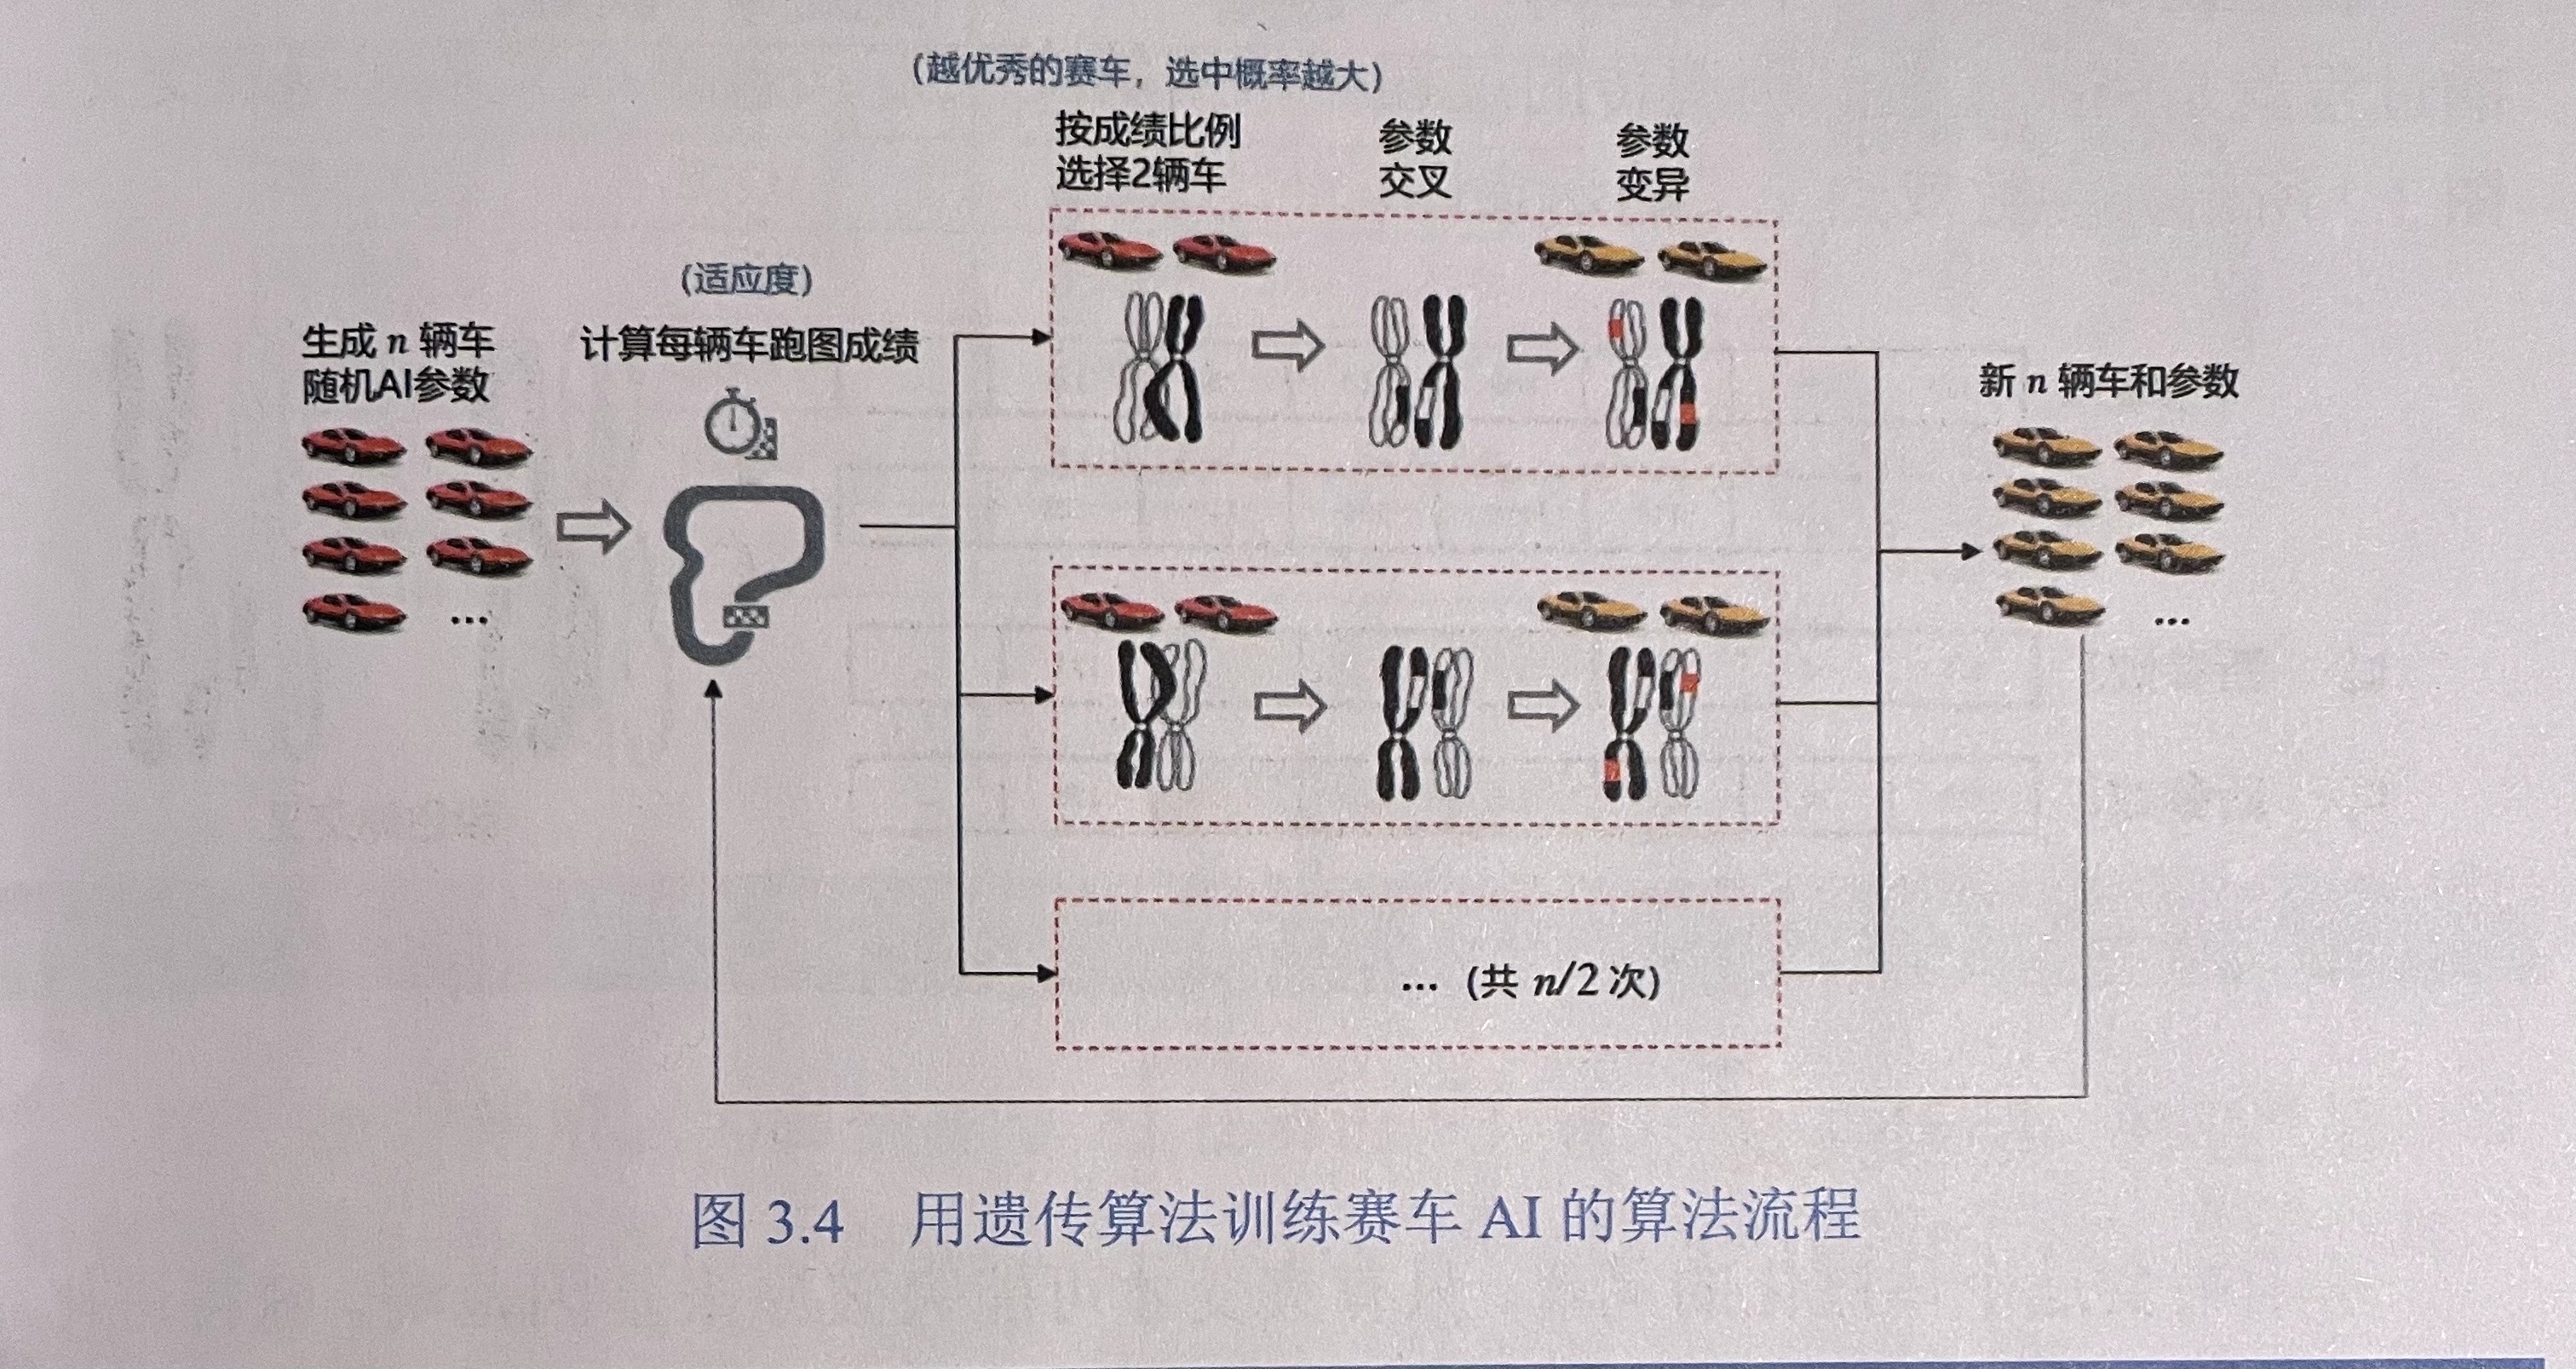 (越优秀的赛车，选中概率越大)
按成绩比例
选择2辆车
参数
交叉
参数
变异
(适应度)
生成 n 辆车
随机AI参数
计算每辆车跑图成绩
新 n 辆车和参数
...
...
... (共 n/2 次)
图 3.4 用遗传算法训练赛车 AI 的算法流程